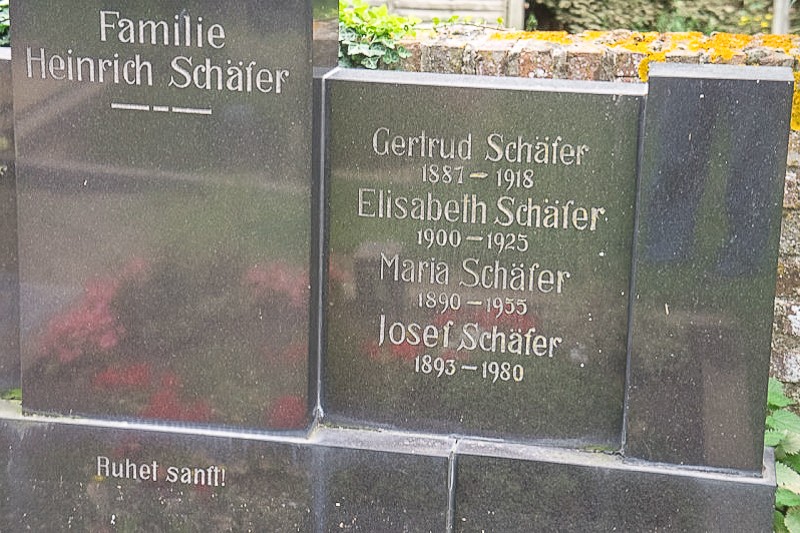 Familie
Heinrich Schäfer
Gertrud Schäfer
1887 – 1918
Elisabeth Schäfer
1900 – 1925
Maria Schäfer
1890 – 1955
Josef Schäfer
1893 – 1980
Ruhet sanft!